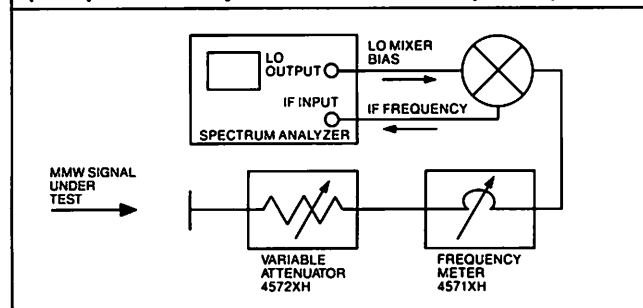 LO
OUTPUT
IF INPUT
SPECTRUM ANALYZER
LO MIXER
BIAS
IF FREQUENCY
MMW SIGNAL
UNDER
TEST
VARIABLE
ATTENUATOR
4572XH
FREQUENCY
METER
4571XH